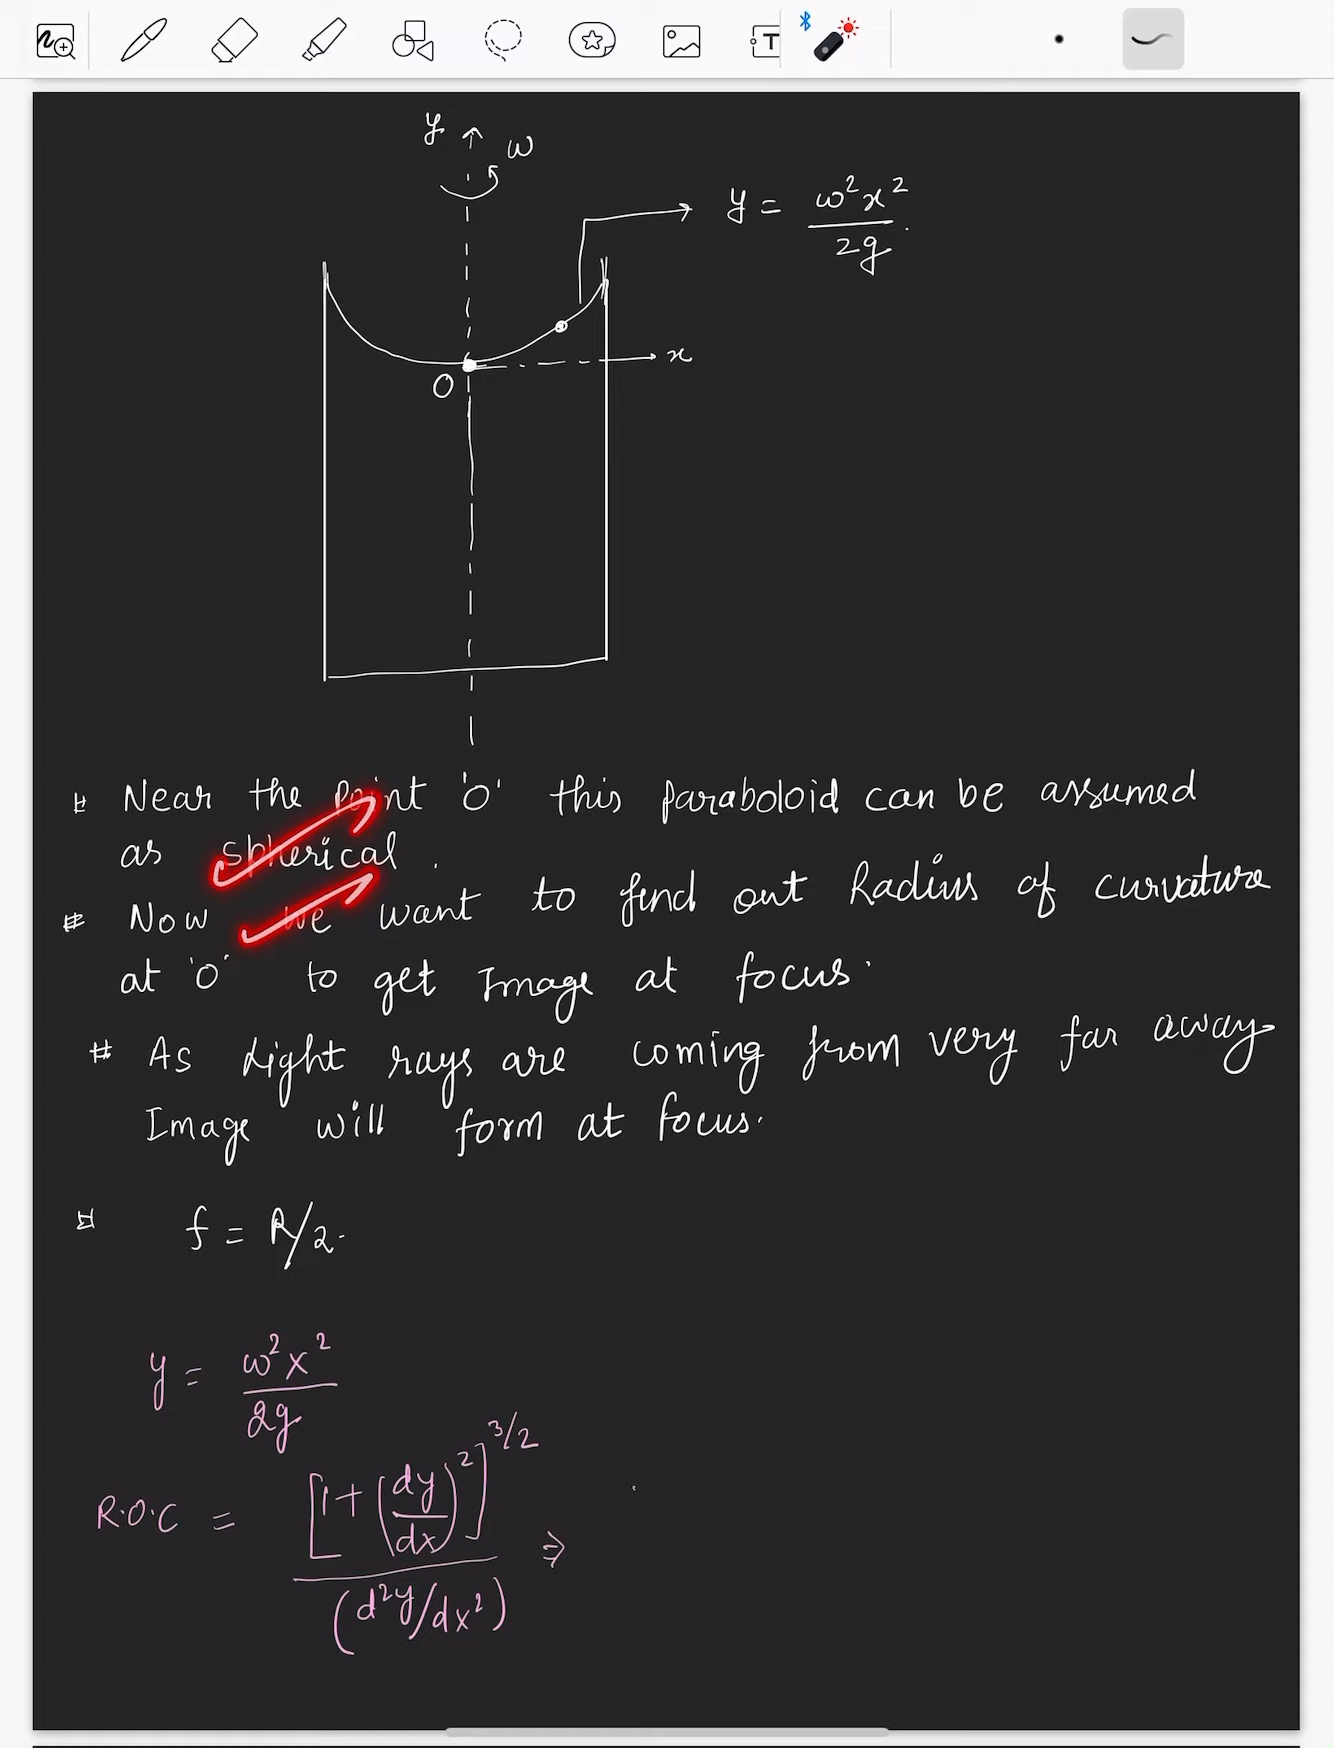 y
ω
y = ω²x² / 2g.
x
O
# Near the point 'O' this paraboloid can be assumed
as spherical.
# Now we want to find out Radius of curvature
at 'O' to get Image at focus.
# As Light rays are coming from very far away
Image will form at focus.
# f = R/2.
y = ω²x² / 2g
R.O.C = [1+(dy/dx)²]^3/2 / (d²y/dx²) ⇒